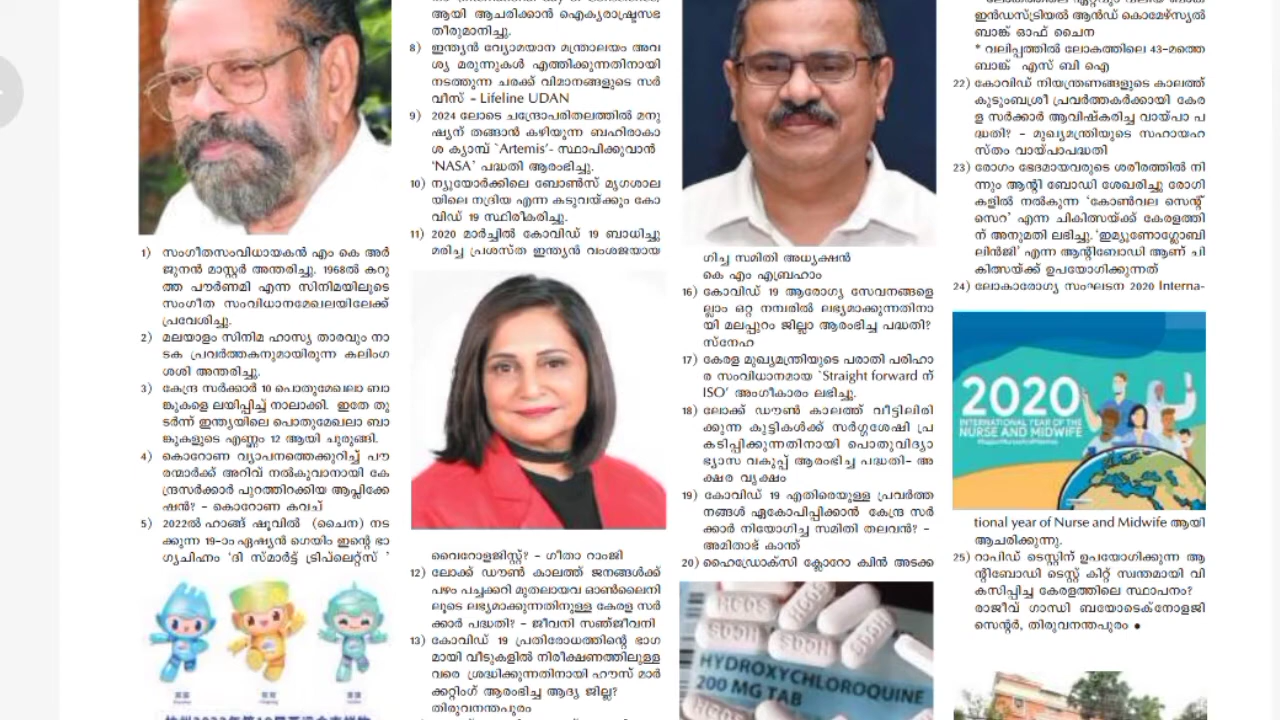 1) സംഗീതസംവിധായകൻ എം കെ അർ
ജുനൻ മാസ്റ്റർ അന്തരിച്ചു. 1968ൽ കറു
ത്ത പൗർണമി എന്ന സിനിമയിലൂടെ
സംഗീത സംവിധാനമേഖലയിലേക്ക്
പ്രവേശിച്ചു.
2) മലയാളം സിനിമ ഹാസ്യ താരവും നാ
ടക പ്രവർത്തകനുമായിരുന്ന കലിംഗ
ശശി അന്തരിച്ചു.
3) കേന്ദ്ര സർക്കാർ 10 പൊതുമേഖലാ ബാ
ങ്കുകളെ ലയിപ്പിച്ച് നാലാക്കി. ഇതേ തു
ടർന്ന് ഇന്ത്യയിലെ പൊതുമേഖലാ ബാ
ങ്കുകളുടെ എണ്ണം 12 ആയി ചുരുങ്ങി.
4) കൊറോണ വ്യാപനത്തെക്കുറിച്ച് പൗ
രന്മാർക്ക് അറിവ് നൽകുവാനായി കേ
ന്ദ്രസർക്കാർ പുറത്തിറക്കിയ ആപ്ലിക്കേ
ഷൻ? – കൊറോണ കവച്
5) 2022ൽ ഹാങ്ങ് ഷൂവിൽ (ചൈന) നട
ക്കുന്ന 19-ാം ഏഷ്യൻ ഗെയിം ഇന്റെ ഭാ
ഗ്യചിഹ്നം 'ദി സ്മാർട്ട് ട്രിപ്ലെറ്റ്സ് '
ആയി ആചരിക്കാൻ ഐക്യരാഷ്ട്രസഭ
തീരുമാനിച്ചു.
8) ഇന്ത്യൻ വ്യോമയാന മന്ത്രാലയം അവ
ശ്യ മരുന്നുകൾ എത്തിക്കുന്നതിനായി
നടത്തുന്ന ചരക്ക് വിമാനങ്ങളുടെ സർ
വീസ് – Lifeline UDAN
9) 2024 ലോടെ ചന്ദ്രോപരിതലത്തിൽ മനു
ഷ്യന് തങ്ങാൻ കഴിയുന്ന ബഹിരാകാ
ശ ക്യാമ്പ് `Artemis'- സ്ഥാപിക്കുവാൻ
'NASA' പദ്ധതി ആരംഭിച്ചു.
10) ന്യൂയോർക്കിലെ ബോൺസ് മൃഗശാല
യിലെ നദ്രിയ എന്ന കടുവയ്ക്കും കോ
വിഡ് 19 സ്ഥിരീകരിച്ചു.
11) 2020 മാർച്ചിൽ കോവിഡ് 19 ബാധിച്ചു
മരിച്ച പ്രശസ്ത ഇന്ത്യൻ വംശജയായ
വൈറോളജിസ്റ്റ്? – ഗീതാ റാംജി
12) ലോക്ക് ഡൗൺ കാലത്ത് ജനങ്ങൾക്ക്
പഴം പച്ചക്കറി മുതലായവ ഓൺലൈനി
ലൂടെ ലഭ്യമാക്കുന്നതിനുള്ള കേരള സർ
ക്കാർ പദ്ധതി? – ജീവനി സഞ്ജീവനി
13) കോവിഡ് 19 പ്രതിരോധത്തിന്റെ ഭാഗ
മായി വീടുകളിൽ നിരീക്ഷണത്തിലുള്ള
വരെ ശ്രദ്ധിക്കുന്നതിനായി ഹൗസ് മാർ
ക്കറ്റിംഗ് ആരംഭിച്ച ആദ്യ ജില്ല?
തിരുവനന്തപുരം
ഗിച്ച സമിതി അധ്യക്ഷൻ
കെ എം എബ്രഹാം
16) കോവിഡ് 19 ആരോഗ്യ സേവനങ്ങളെ
ല്ലാം ഒറ്റ നമ്പരിൽ ലഭ്യമാക്കുന്നതിനാ
യി മലപ്പുറം ജില്ലാ ആരംഭിച്ച പദ്ധതി?
സ്നേഹ
17) കേരള മുഖ്യമന്ത്രിയുടെ പരാതി പരിഹാ
ര സംവിധാനമായ `Straight forward ന്
ISO' അംഗീകാരം ലഭിച്ചു.
18) ലോക്ക് ഡൗൺ കാലത്ത് വീട്ടിലിരി
ക്കുന്ന കുട്ടികൾക്ക് സർഗ്ഗശേഷി പ്ര
കടിപ്പിക്കുന്നതിനായി പൊതുവിദ്യാ
ഭ്യാസ വകുപ്പ് ആരംഭിച്ച പദ്ധതി– അ
ക്ഷര വൃക്ഷം
19) കോവിഡ് 19 എതിരെയുള്ള പ്രവർത്ത
നങ്ങൾ ഏകോപിപ്പിക്കാൻ കേന്ദ്ര സർ
ക്കാർ നിയോഗിച്ച സമിതി തലവൻ? –
അമിതാഭ് കാന്ത്
20) ഹൈഡ്രോക്സി ക്ലോറോ ക്വിൻ അടക്ക
HCQS
HCQS
HCQS
HYDROXYCHLOROQUINE
200 MG TAB
ഇൻഡസ്ട്രിയൽ ആൻഡ് കൊമേഴ്സ്യൽ
ബാങ്ക് ഓഫ് ചൈന
* വലിപ്പത്തിൽ ലോകത്തിലെ 43-മത്തെ
ബാങ്ക് എസ് ബി ഐ
22) കോവിഡ് നിയന്ത്രണങ്ങളുടെ കാലത്ത്
കുടുംബശ്രീ പ്രവർത്തകർക്കായി കേര
ള സർക്കാർ ആവിഷ്കരിച്ച വായ്പാ പ
ദ്ധതി? – മുഖ്യമന്ത്രിയുടെ സഹായഹ
സ്തം വായ്പാപദ്ധതി
23) രോഗം ഭേദമായവരുടെ ശരീരത്തിൽ നി
ന്നും ആന്റി ബോഡി ശേഖരിച്ചു രോഗി
കളിൽ നൽകുന്ന 'കോൺവല സെന്റ്
സെറ' എന്ന ചികിത്സയ്ക്ക് കേരളത്തി
ന് അനുമതി ലഭിച്ചു. 'ഇമ്യൂണോഗ്ലോബി
ലിൻജി' എന്ന ആന്റിബോഡി ആണ് ചി
കിത്സയ്ക്ക് ഉപയോഗിക്കുന്നത്
24) ലോകാരോഗ്യ സംഘടന 2020 Interna-
2020
INTERNATIONAL YEAR OF THE
NURSE AND MIDWIFE
tional year of Nurse and Midwife ആയി
ആചരിക്കുന്നു.
25) റാപിഡ് ടെസ്റ്റിന് ഉപയോഗിക്കുന്ന ആ
ന്റിബോഡി ടെസ്റ്റ് കിറ്റ് സ്വന്തമായി വി
കസിപ്പിച്ച കേരളത്തിലെ സ്ഥാപനം?
രാജീവ് ഗാന്ധി ബയോടെക്നോളജി
സെന്റർ, തിരുവനന്തപുരം ●